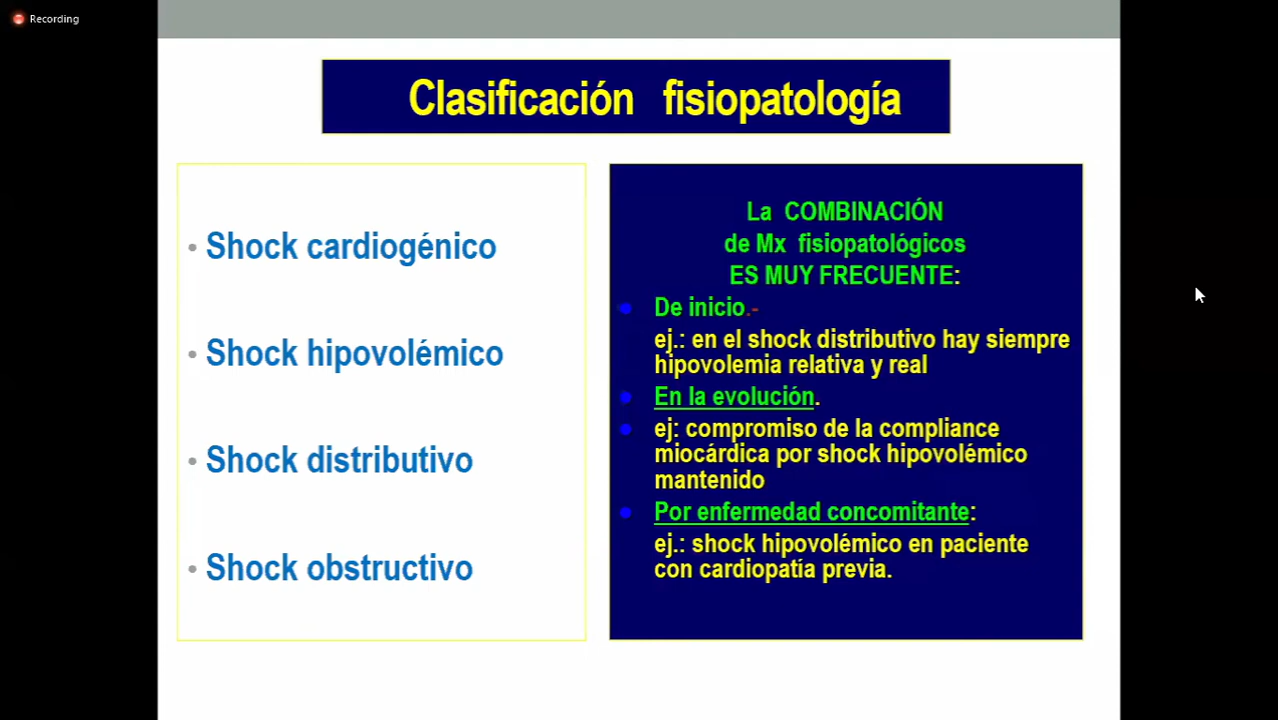 Recording
Clasificación fisiopatología
• Shock cardiogénico
• Shock hipovolémico
• Shock distributivo
• Shock obstructivo
La COMBINACIÓN
de Mx fisiopatológicos
ES MUY FRECUENTE:
• De inicio.-
ej.: en el shock distributivo hay siempre
hipovolemia relativa y real
• En la evolución.
• ej: compromiso de la compliance
miocárdica por shock hipovolémico
mantenido
• Por enfermedad concomitante:
ej.: shock hipovolémico en paciente
con cardiopatía previa.